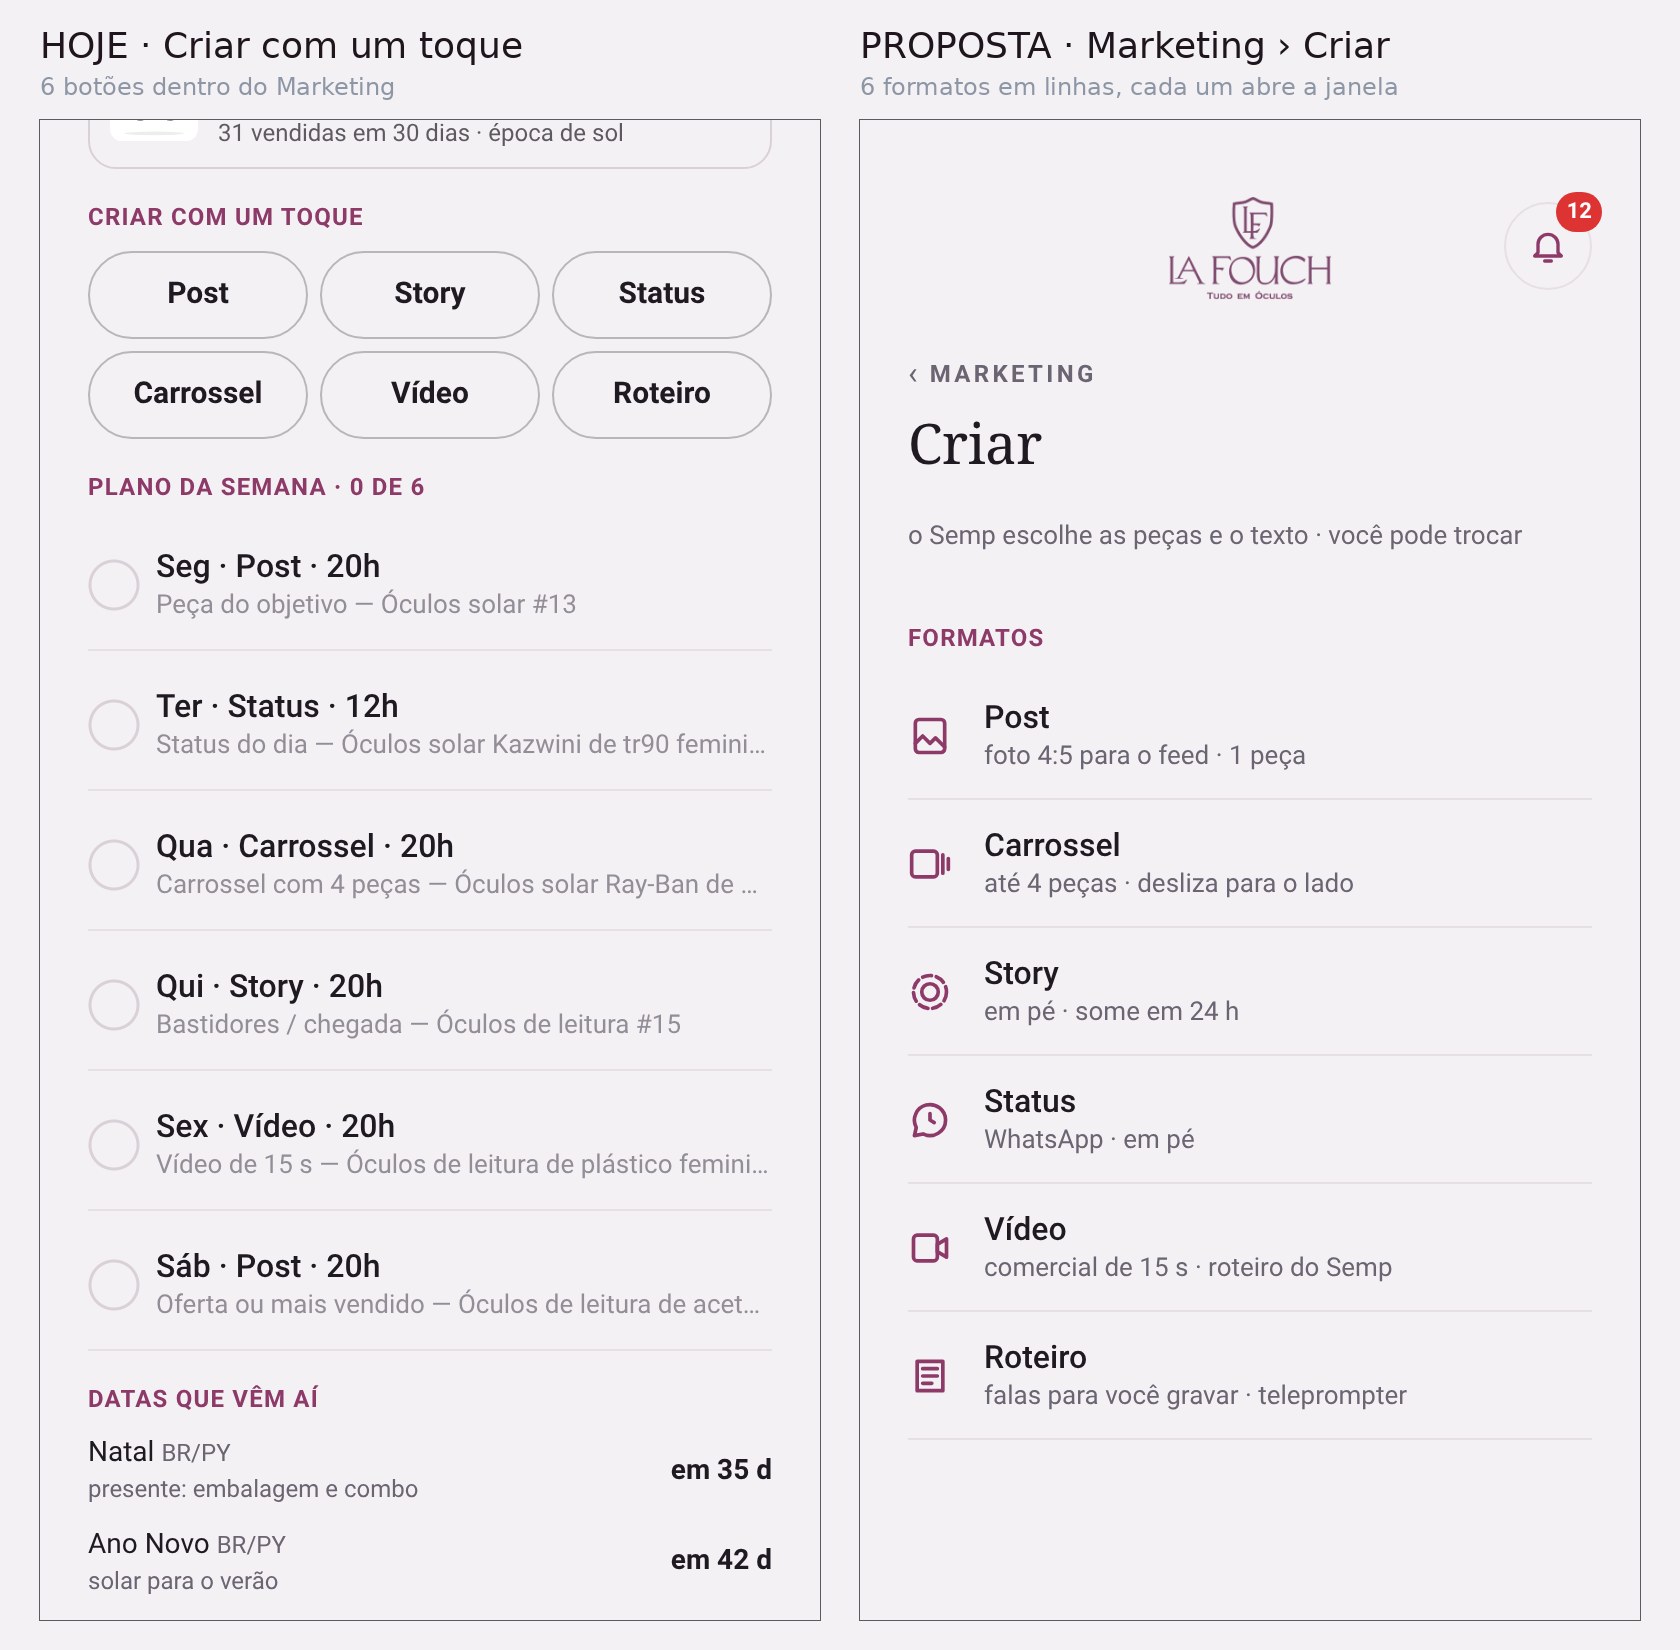 HOJE · Criar com um toque
6 botões dentro do Marketing
31 vendidas em 30 dias · época de sol
CRIAR COM UM TOQUE
Post
Story
Status
Carrossel
Vídeo
Roteiro
PLANO DA SEMANA · 0 DE 6
Seg · Post · 20h
Peça do objetivo — Óculos solar #13
Ter · Status · 12h
Status do dia — Óculos solar Kazwini de tr90 femini...
Qua · Carrossel · 20h
Carrossel com 4 peças — Óculos solar Ray-Ban de ...
Qui · Story · 20h
Bastidores / chegada — Óculos de leitura #15
Sex · Vídeo · 20h
Vídeo de 15 s — Óculos de leitura de plástico femini...
Sáb · Post · 20h
Oferta ou mais vendido — Óculos de leitura de acet...
DATAS QUE VÊM AÍ
Natal BR/PY
presente: embalagem e combo
em 35 d
Ano Novo BR/PY
solar para o verão
em 42 d
PROPOSTA · Marketing › Criar
6 formatos em linhas, cada um abre a janela
LF
LA FOUCH
TUDO EM ÓCULOS
12
‹ MARKETING
Criar
o Semp escolhe as peças e o texto · você pode trocar
FORMATOS
Post
foto 4:5 para o feed · 1 peça
Carrossel
até 4 peças · desliza para o lado
Story
em pé · some em 24 h
Status
WhatsApp · em pé
Vídeo
comercial de 15 s · roteiro do Semp
Roteiro
falas para você gravar · teleprompter